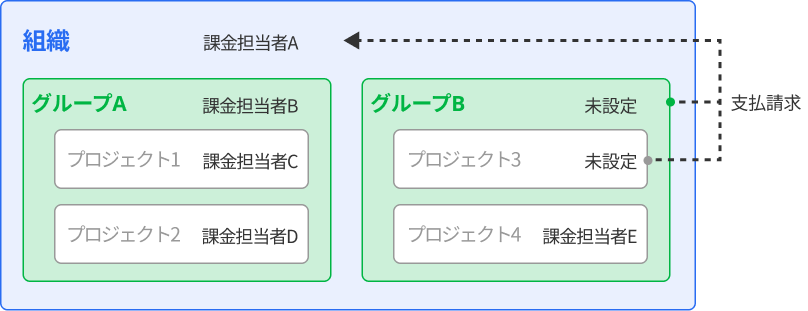 組織 課金担当者A
グループA 課金担当者B
プロジェクト1 課金担当者C
プロジェクト2 課金担当者D
グループB 未設定
プロジェクト3 未設定
プロジェクト4 課金担当者E
支払請求